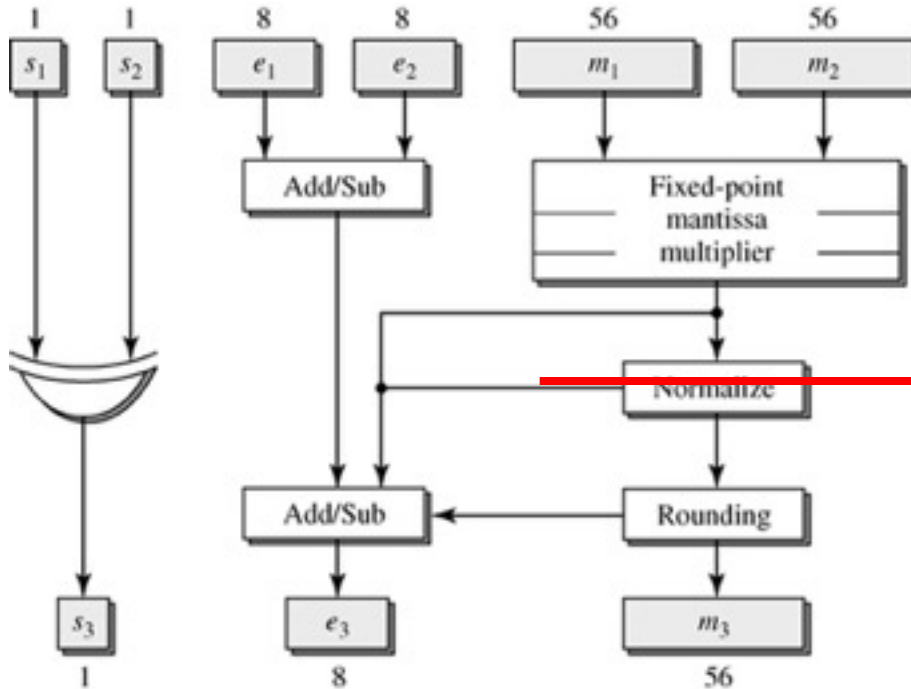 1 1 8 8 56 56
s1 s2 e1 e2 m1 m2
Add/Sub
Fixed-point
mantissa
multiplier
Normalize
Add/Sub
Rounding
s3 e3 m3
1 8 56